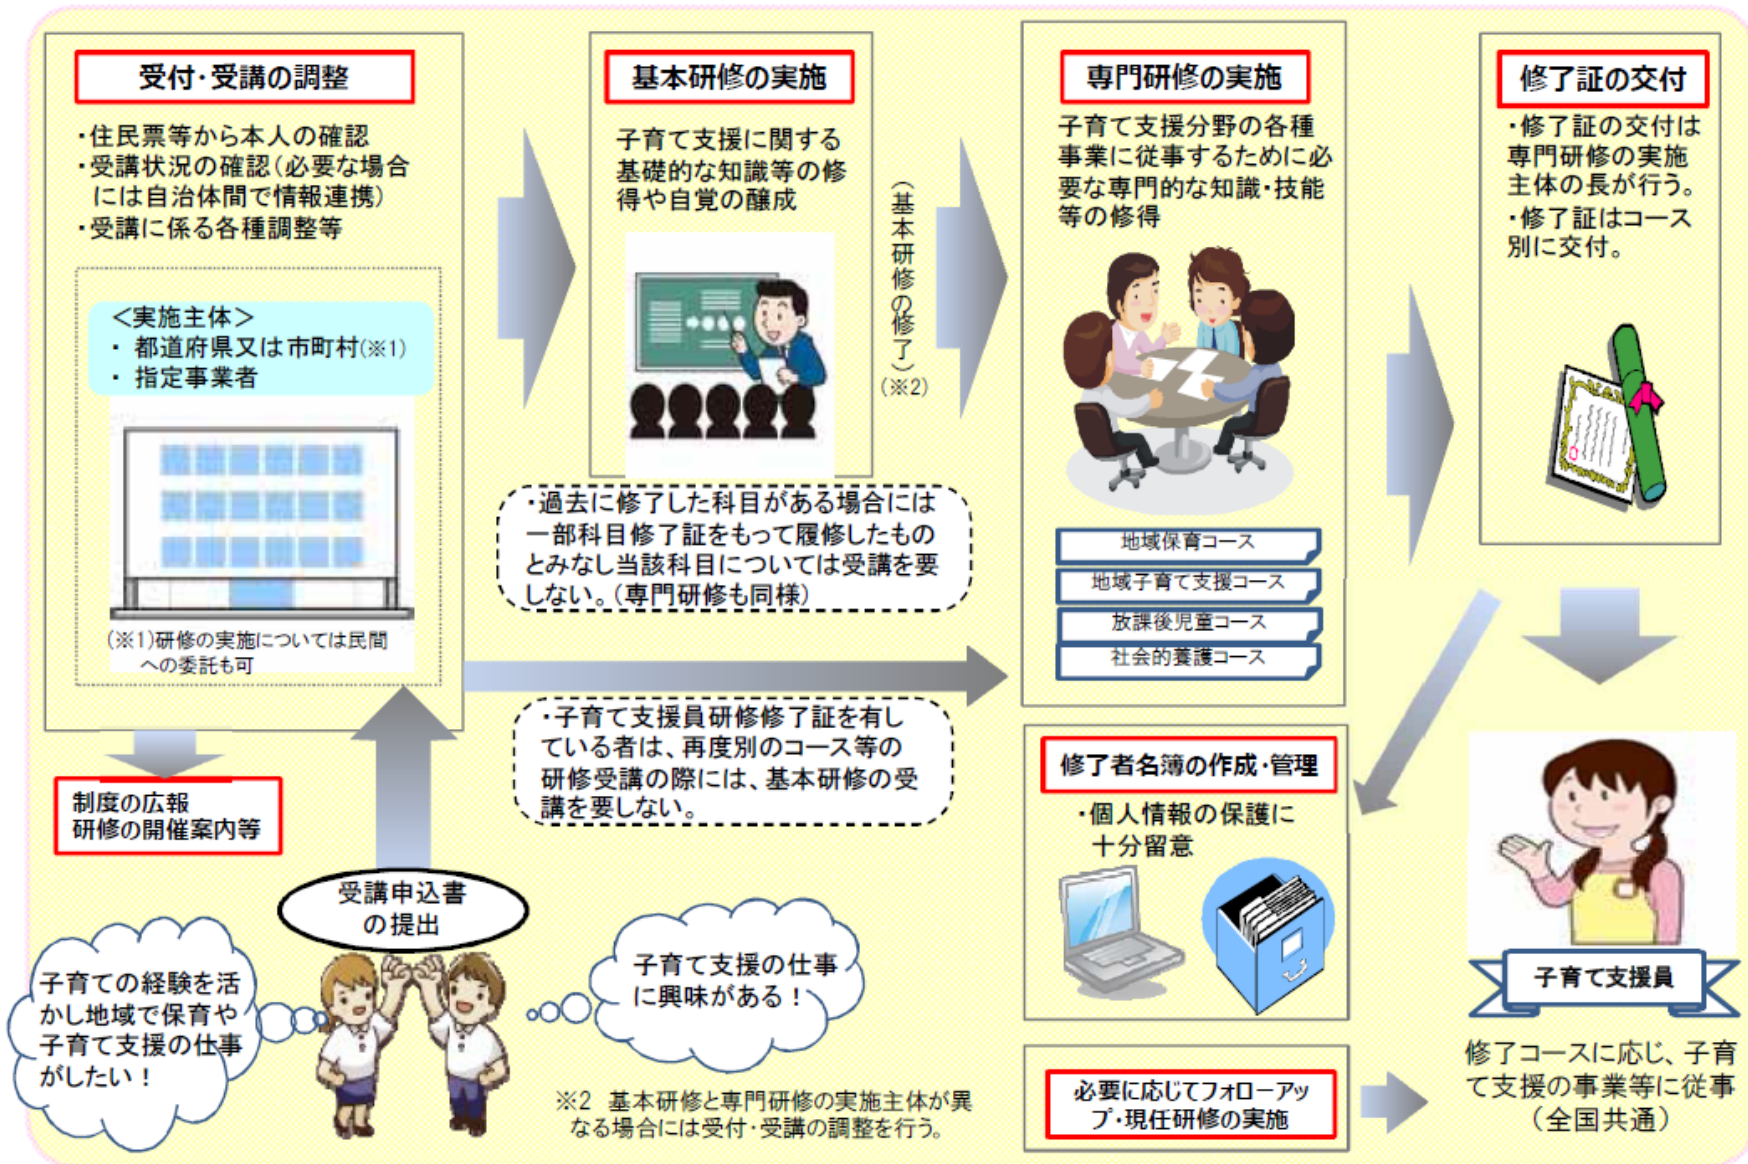 受付・受講の調整
・住民票等から本人の確認
・受講状況の確認(必要な場合
には自治体間で情報連携)
・受講に係る各種調整等
＜実施主体＞
・ 都道府県又は市町村(※1)
・ 指定事業者
(※1)研修の実施については民間
への委託も可
制度の広報
研修の開催案内等
受講申込書
の提出
子育ての経験を活
かし地域で保育や
子育て支援の仕事
がしたい！
子育て支援の仕事
に興味がある！
基本研修の実施
子育て支援に関する
基礎的な知識等の修
得や自覚の醸成
(基本研修の修了)
(※2)
・過去に修了した科目がある場合には
一部科目修了証をもって履修したもの
とみなし当該科目については受講を要
しない。(専門研修も同様)
・子育て支援員研修修了証を有し
ている者は、再度別のコース等の
研修受講の際には、基本研修の受
講を要しない。
※2 基本研修と専門研修の実施主体が異
なる場合には受付・受講の調整を行う。
専門研修の実施
子育て支援分野の各種
事業に従事するために必
要な専門的な知識・技能
等の修得
地域保育コース
地域子育て支援コース
放課後児童コース
社会的養護コース
修了者名簿の作成・管理
・個人情報の保護に
十分留意
必要に応じてフォローアッ
プ・現任研修の実施
修了証の交付
・修了証の交付は
専門研修の実施
主体の長が行う。
・修了証はコース
別に交付。
子育て支援員
修了コースに応じ、子育
て支援の事業等に従事
(全国共通)